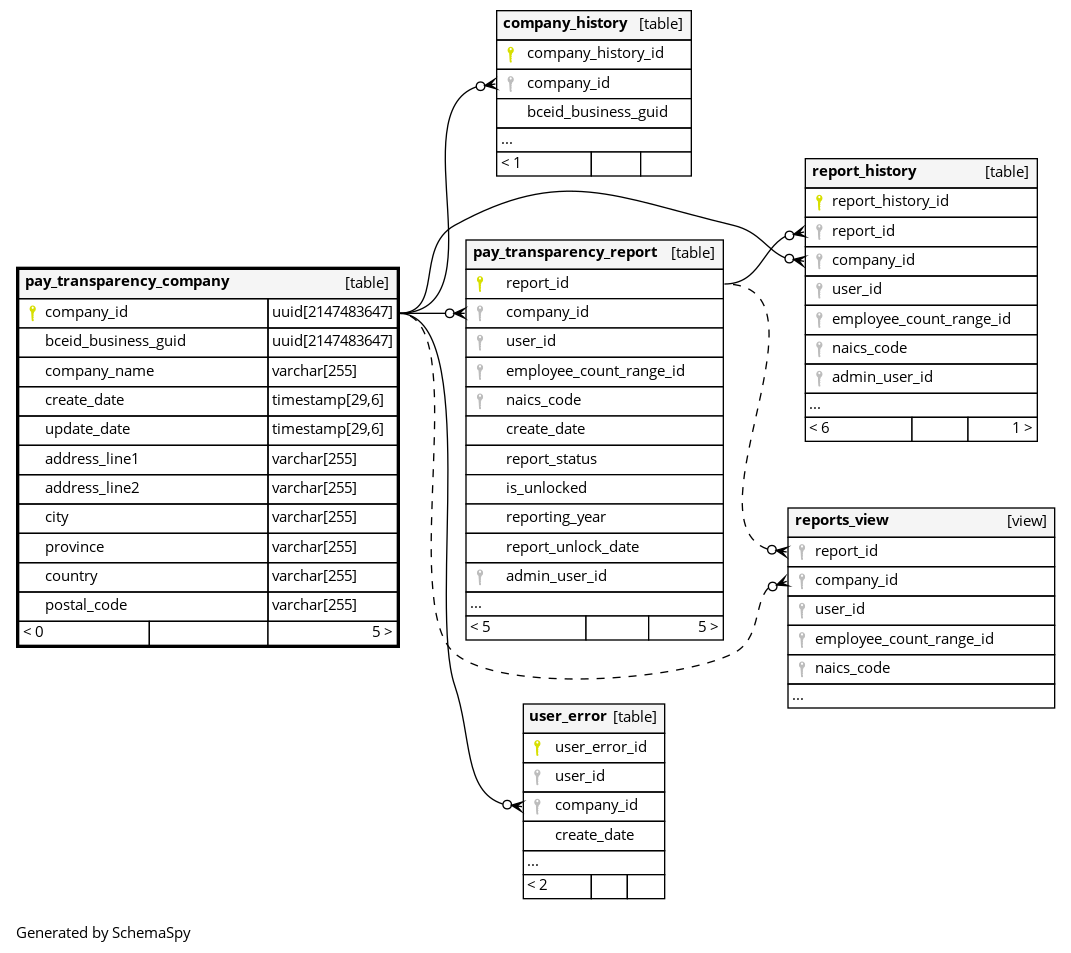 company_history [table]
company_history_id
company_id
bceid_business_guid
...
< 1
report_history [table]
report_history_id
report_id
company_id
user_id
employee_count_range_id
naics_code
admin_user_id
...
< 6 1 >
pay_transparency_report [table]
report_id
company_id
user_id
employee_count_range_id
naics_code
create_date
report_status
is_unlocked
reporting_year
report_unlock_date
admin_user_id
...
< 5 5 >
pay_transparency_company [table]
company_id uuid[2147483647]
bceid_business_guid uuid[2147483647]
company_name varchar[255]
create_date timestamp[29,6]
update_date timestamp[29,6]
address_line1 varchar[255]
address_line2 varchar[255]
city varchar[255]
province varchar[255]
country varchar[255]
postal_code varchar[255]
< 0 5 >
reports_view [view]
report_id
company_id
user_id
employee_count_range_id
naics_code
...
user_error [table]
user_error_id
user_id
company_id
create_date
...
< 2
Generated by SchemaSpy